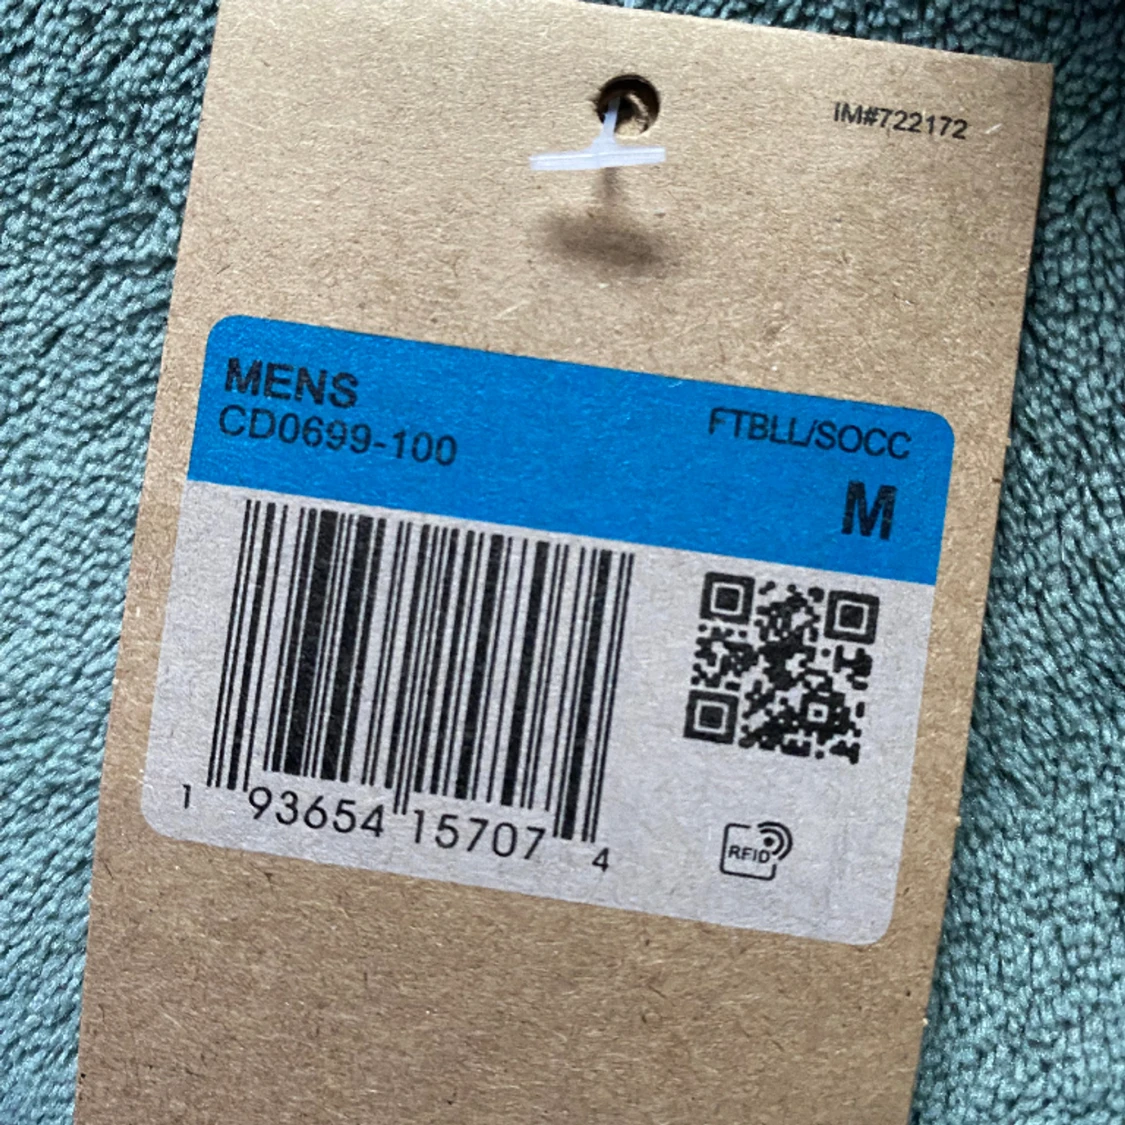 IM#722172
MENS
CD0699-100
FTBLL/SOCC
M
1 93654 15707 4
RFID